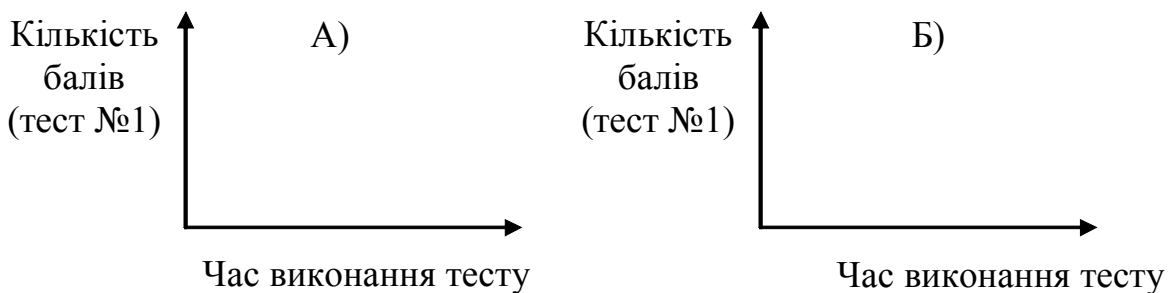 Кількість
балів
(тест №1)
А)
Час виконання тесту
Кількість
балів
(тест №1)
Б)
Час виконання тесту